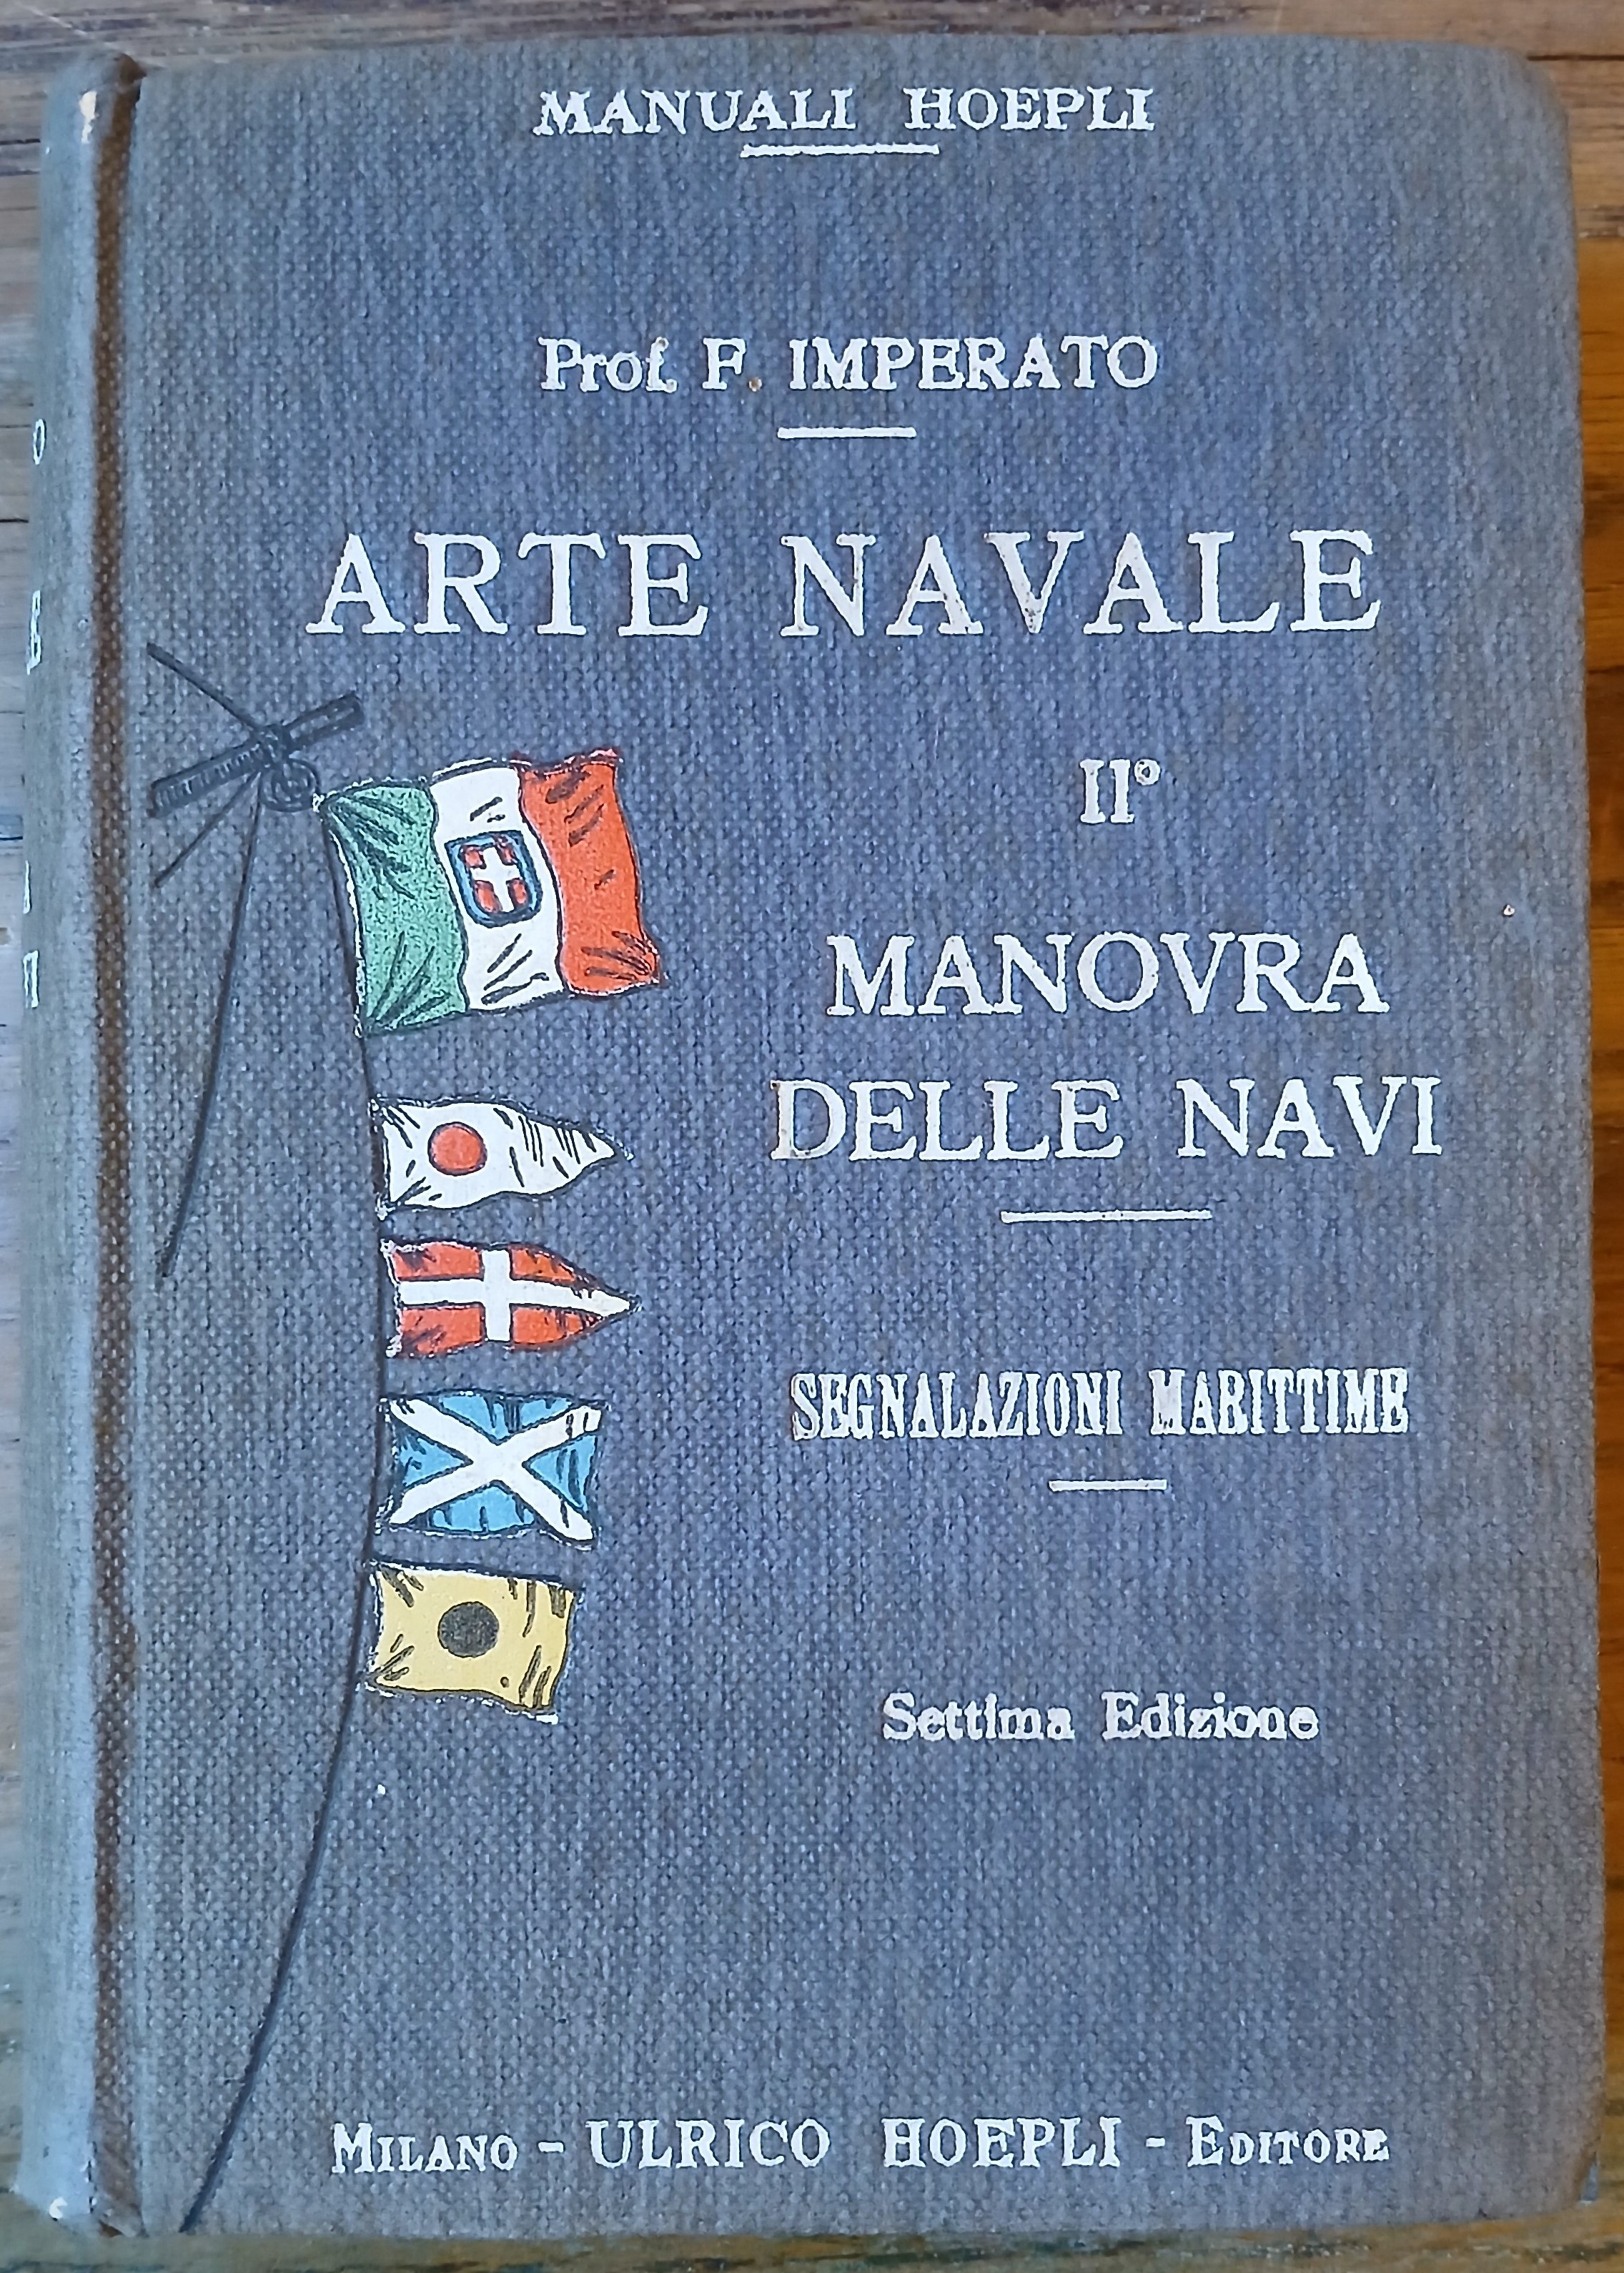 MANUALI HOEPLI
Prof. F. IMPERATO
ARTE NAVALE
II°
MANOVRA
DELLE NAVI
SEGNALAZIONI MARITTIME
Settima Edizione
MILANO - ULRICO HOEPLI - EDITORE